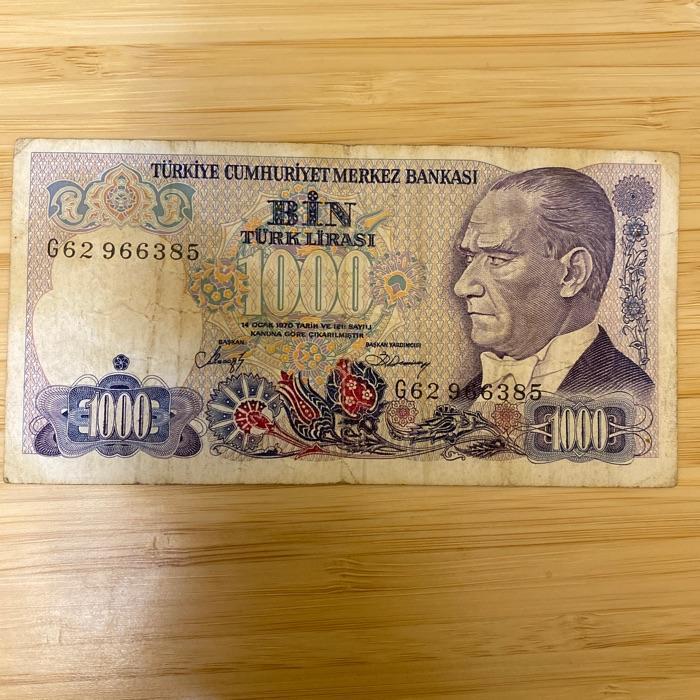 TÜRKİYE CUMHURİYET MERKEZ BANKASI
BİN
TÜRK LİRASI
G62 966385
1000
14 OCAK 1970 TARİH VE 1211 SAYILI
KANUNA GÖRE ÇIKARILMIŞTIR
BAŞKAN
BAŞKAN YARDIMCISI
G62 966385
1000
1000